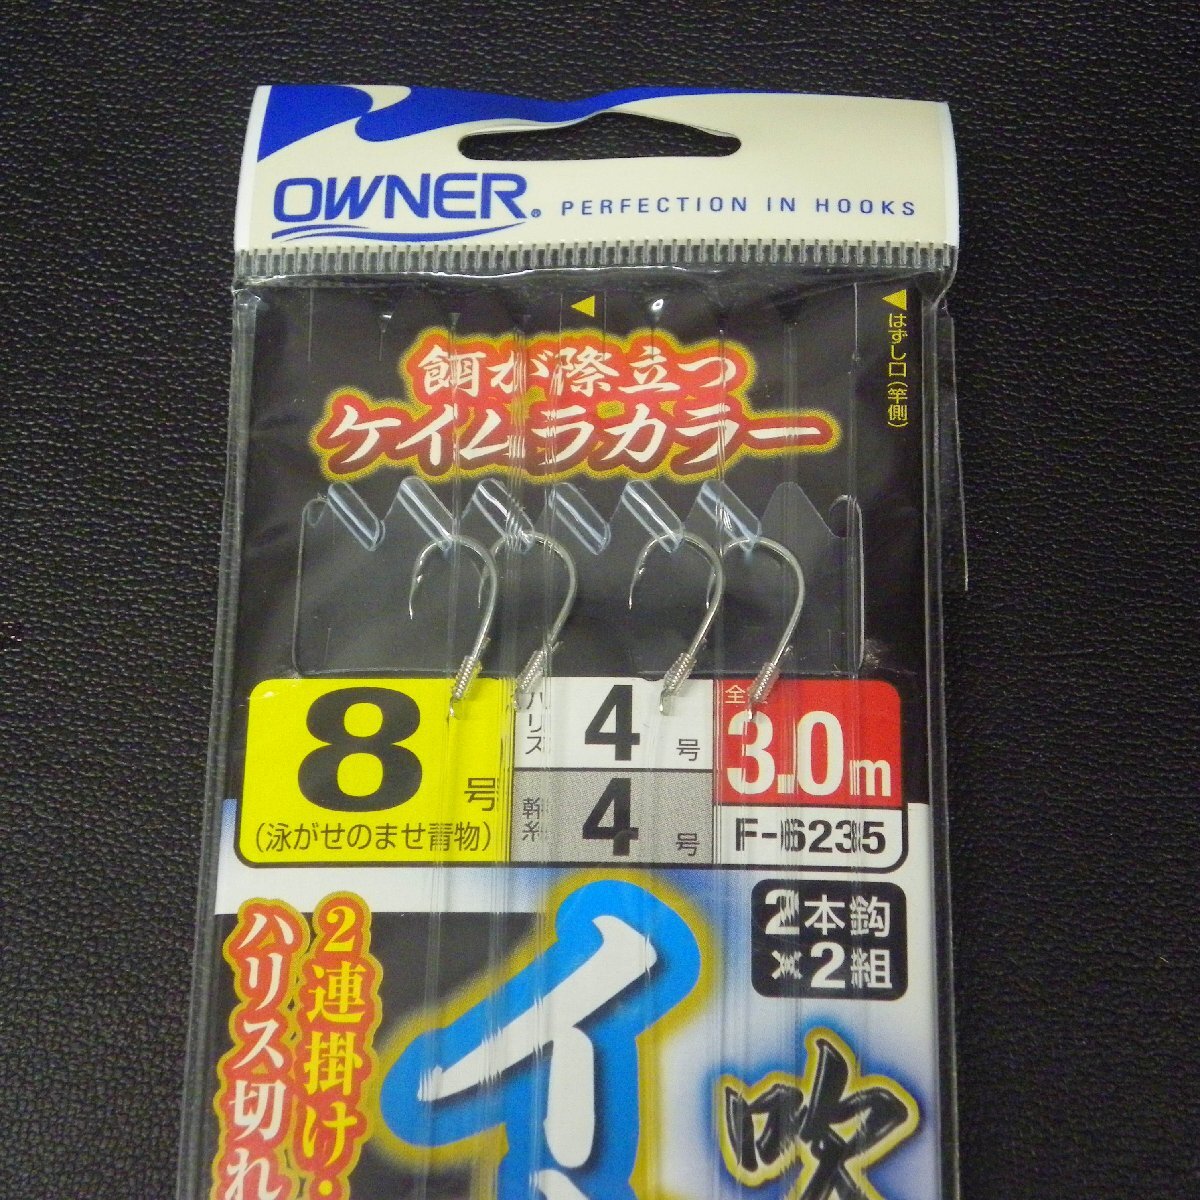 OWNER® PERFECTION IN HOOKS
はずし口(竿側)
餌が際立つ
ケイムラカラー
8号
(泳がせのませ青物)
ハリス 4号
幹糸 4号
全
3.0m
F-6235
2本鈎
×2組
2連掛け・
ハリス切れ
イ
吹